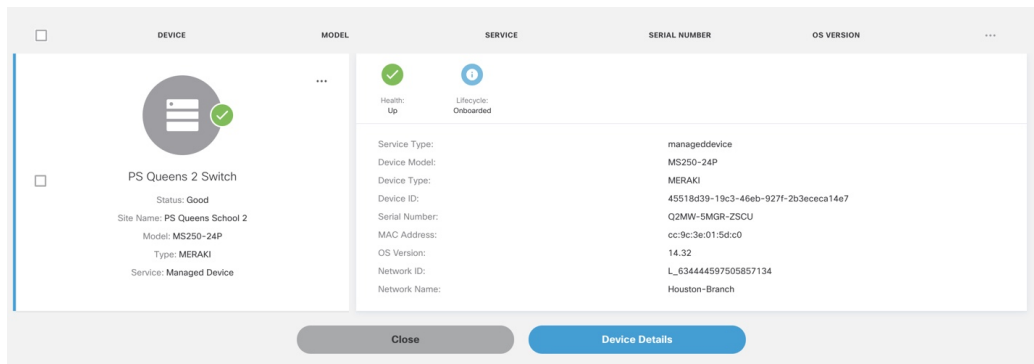 DEVICE MODEL SERVICE SERIAL NUMBER OS VERSION ...
...
Health: Up
Lifecycle: Onboarded
PS Queens 2 Switch
Status: Good
Site Name: PS Queens School 2
Model: MS250-24P
Type: MERAKI
Service: Managed Device
Service Type: manageddevice
Device Model: MS250-24P
Device Type: MERAKI
Device ID: 45518d39-19c3-46eb-927f-2b3ececa14e7
Serial Number: Q2MW-5MGR-ZSCU
MAC Address: cc:9c:3e:01:5d:c0
OS Version: 14.32
Network ID: L_634444597505857134
Network Name: Houston-Branch
Close Device Details